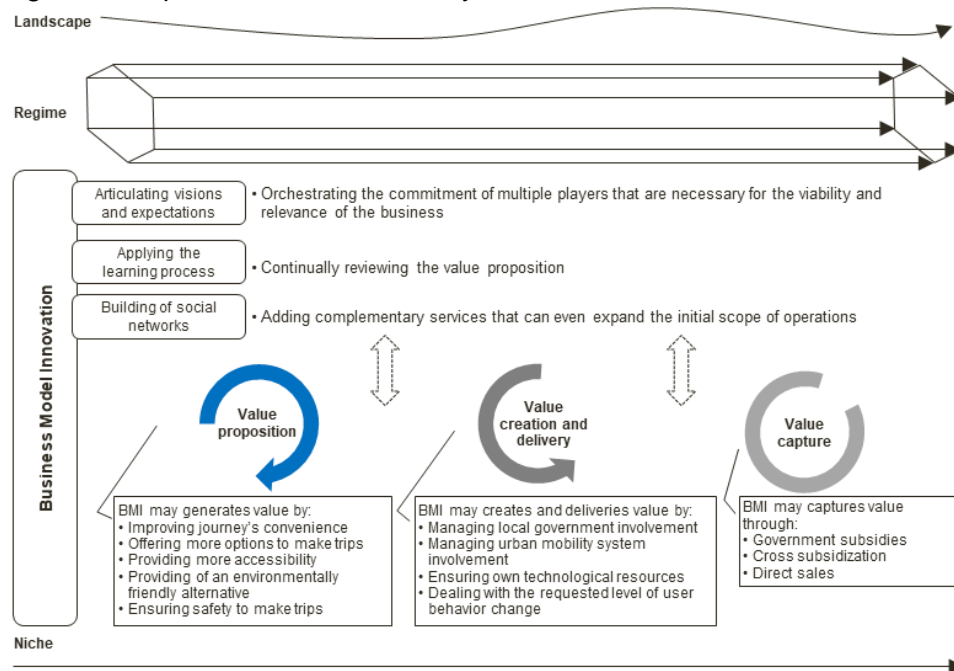 Landscape
Regime
Articulating visions
and expectations
• Orchestrating the commitment of multiple players that are necessary for the viability and
relevance of the business
Applying the
learning process
• Continually reviewing the value proposition
Building of social
networks
• Adding complementary services that can even expand the initial scope of operations
Business Model Innovation
Value
proposition
Value
creation and
delivery
Value
capture
BMI may generates value by:
• Improving journey's convenience
• Offering more options to make trips
• Providing more accessibility
• Providing of an environmentally
friendly alternative
• Ensuring safety to make trips
BMI may creates and deliveries value by:
• Managing local government involvement
• Managing urban mobility system
involvement
• Ensuring own technological resources
• Dealing with the requested level of user
behavior change
BMI may captures value
through:
• Government subsidies
• Cross subsidization
• Direct sales
Niche